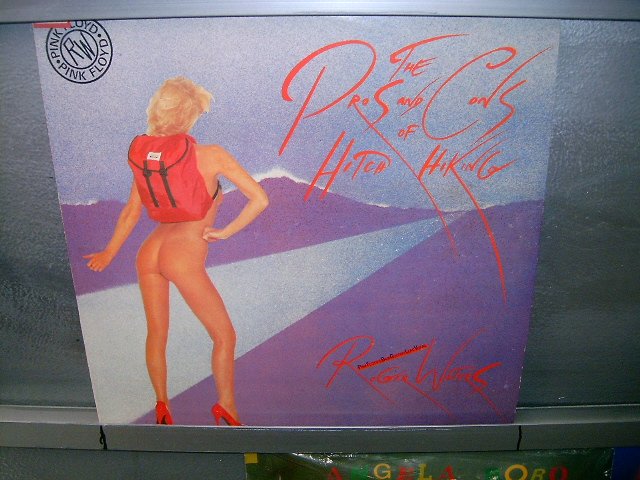 PINK FLOYD • PINK FLOYD •
RW
THE
PROS AND CONS
OF
HITCH HIKING
ROGER WATERS
ANGELA RORO